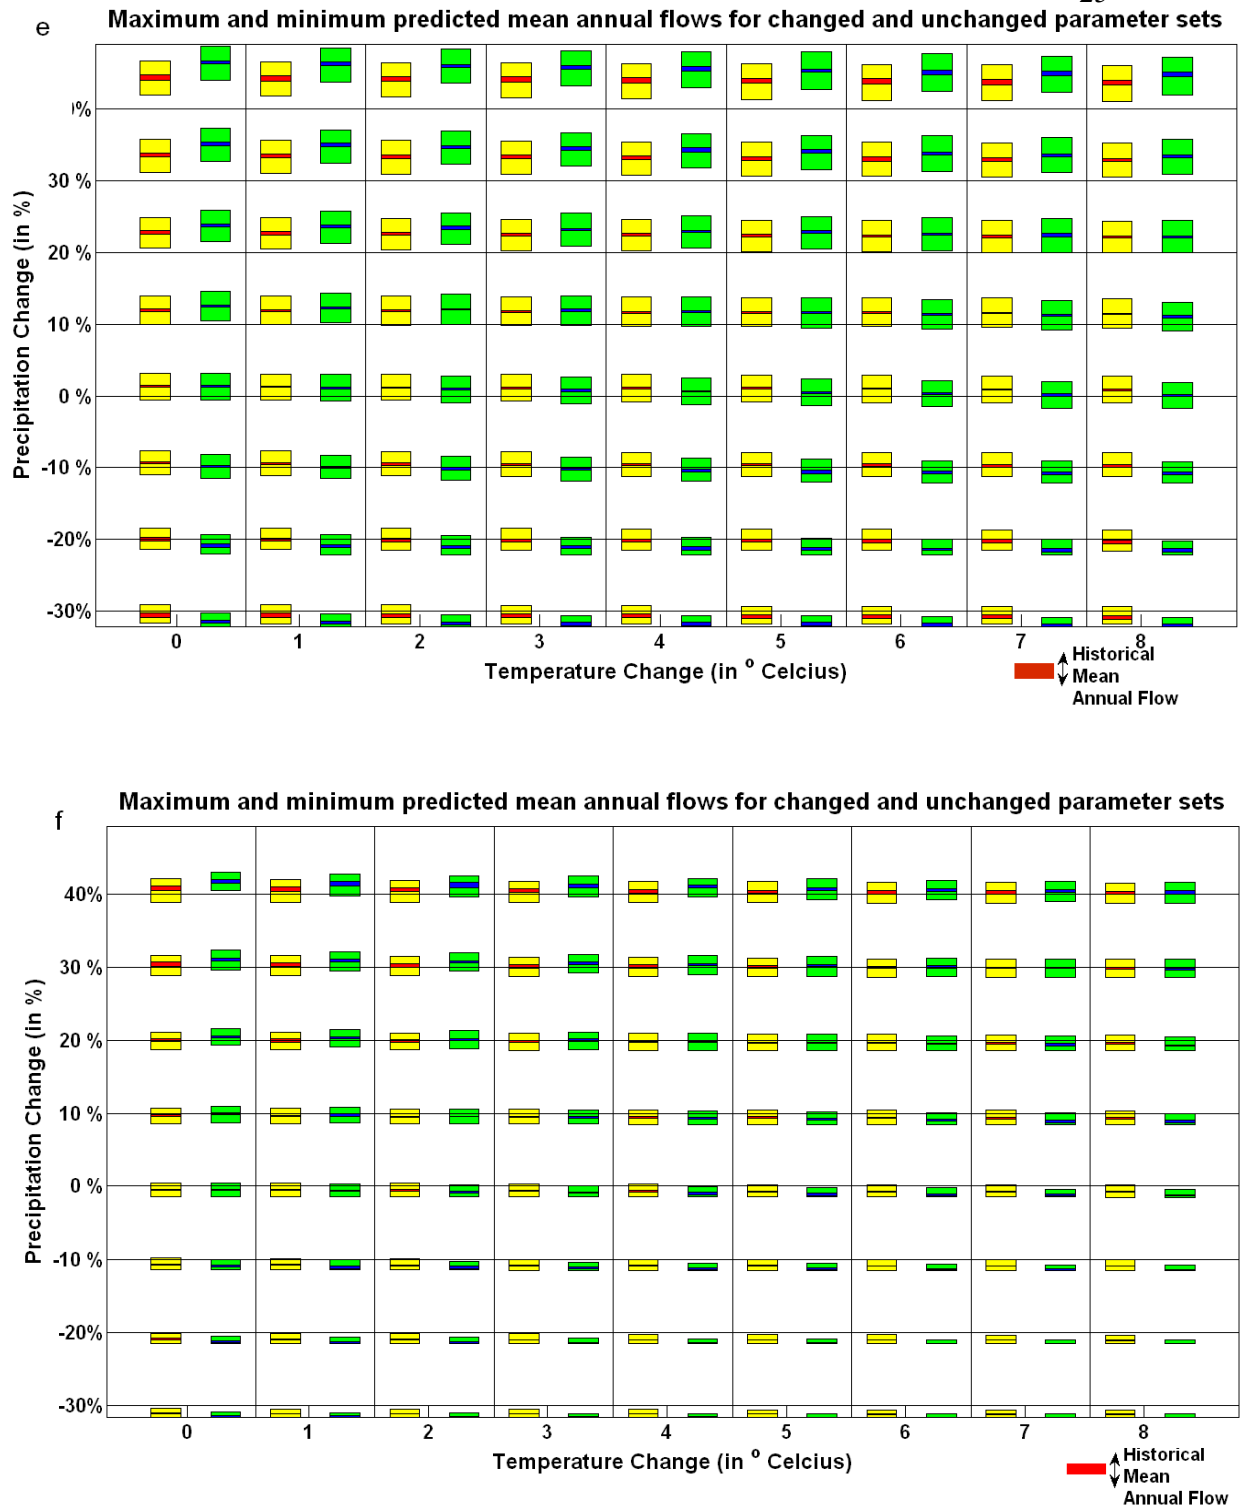 e
Maximum and minimum predicted mean annual flows for changed and unchanged parameter sets
Precipitation Change (in %)
%
30 %
20 %
10 %
0 %
-10 %
-20%
-30%
0 1 2 3 4 5 6 7 8
Temperature Change (in o Celcius)
Historical
Mean
Annual Flow
f
Maximum and minimum predicted mean annual flows for changed and unchanged parameter sets
Precipitation Change (in %)
40%
30 %
20 %
10 %
0 %
-10 %
-20%
-30%
0 1 2 3 4 5 6 7 8
Temperature Change (in o Celcius)
Historical
Mean
Annual Flow